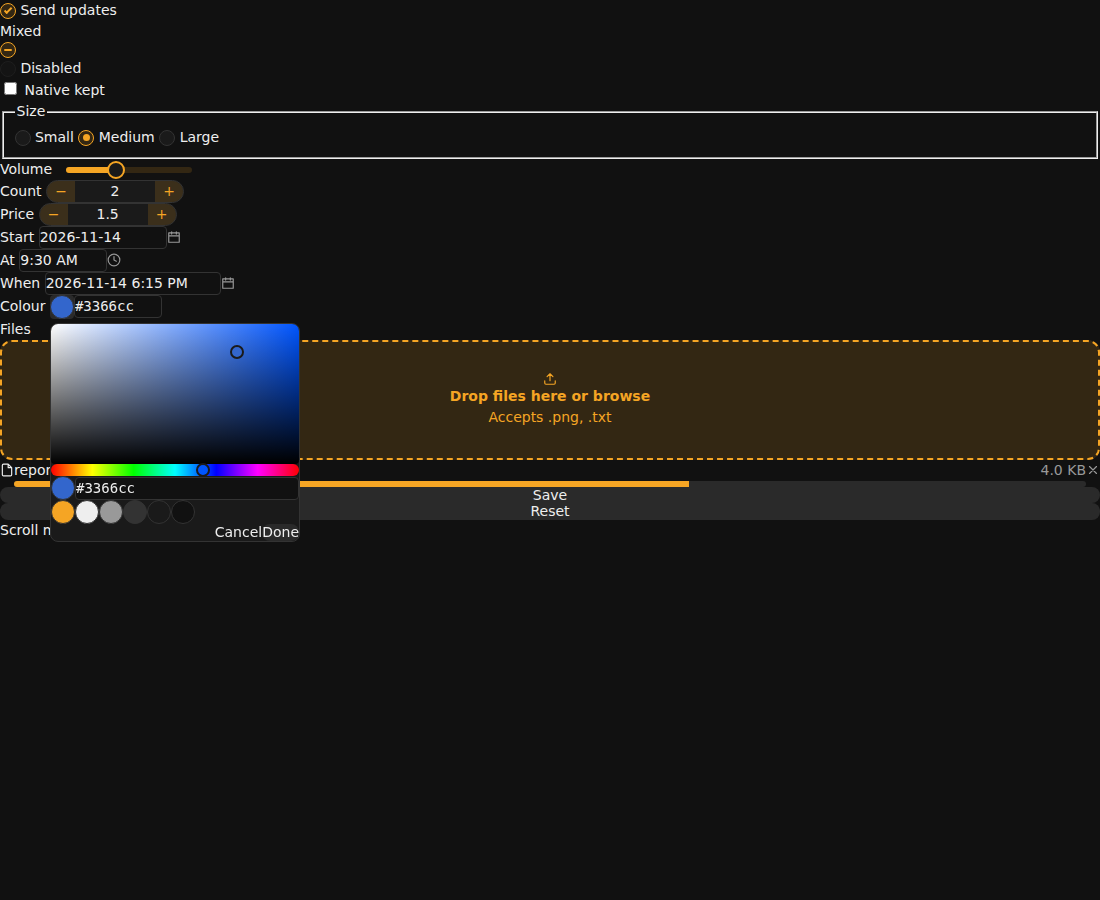 Send updates
Mixed
Disabled
Native kept
Size
Small Medium Large
Volume
Count − 2 +
Price − 1.5 +
Start 2026-11-14
At 9:30 AM
When 2026-11-14 6:15 PM
Colour #3366cc
Files
Drop files here or browse
Accepts .png, .txt
4.0 KB
#3366cc
Save
Reset
Scroll
Cancel Done